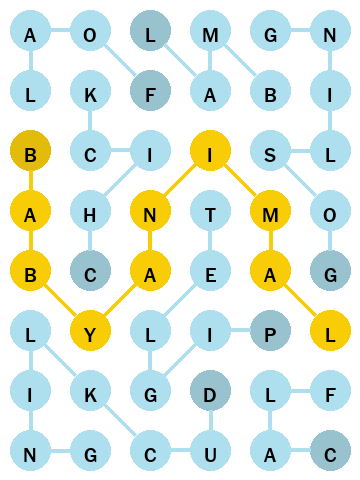 A O L M G N
L K F A B I
B C I I S L
A H N T M O
B C A E A G
L Y L I P L
I K G D L F
N G C U A C